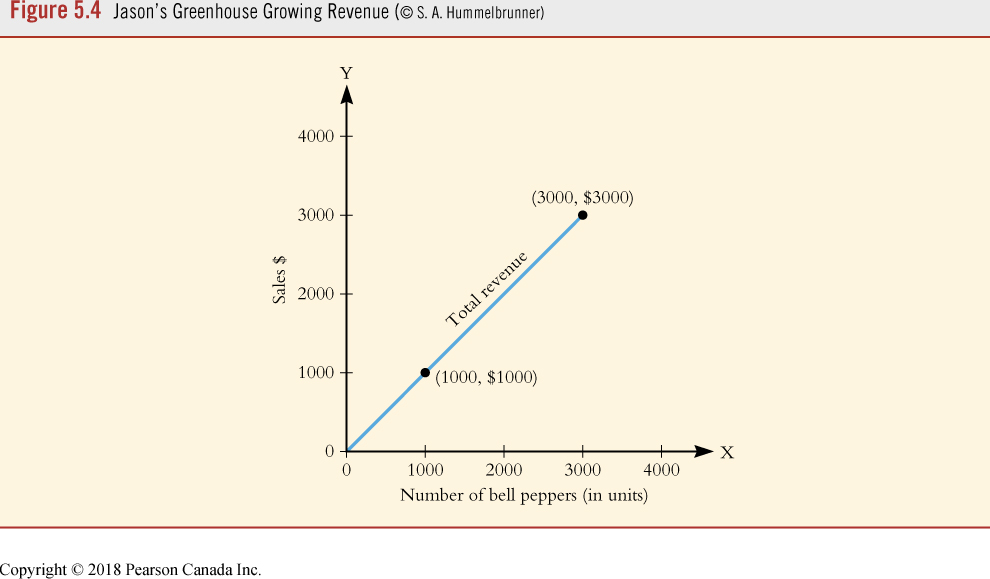 Figure 5.4 Jason's Greenhouse Growing Revenue (© S. A. Hummelbrunner)
Y
4000
(3000, $3000)
3000
Total revenue
Sales $
2000
1000
(1000, $1000)
0
X
0 1000 2000 3000 4000
Number of bell peppers (in units)
Copyright © 2018 Pearson Canada Inc.